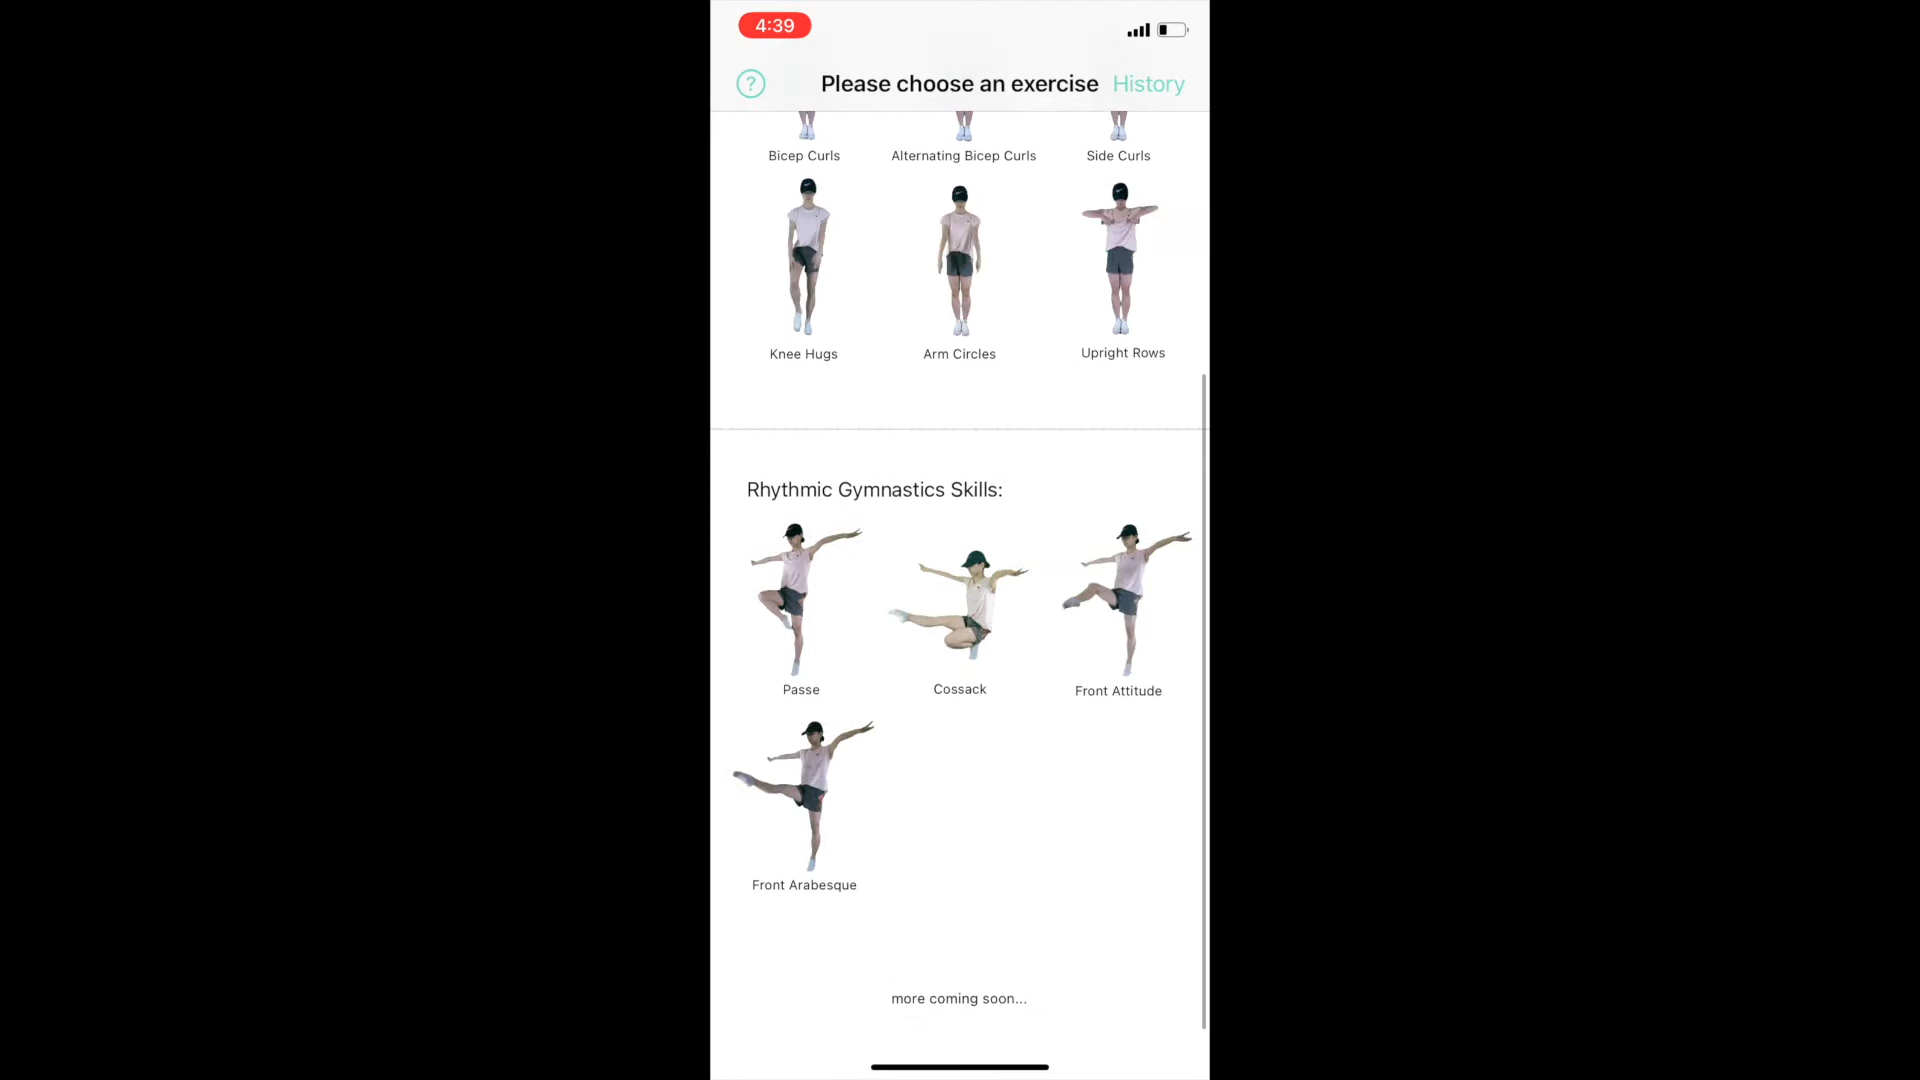 4:39
? Please choose an exercise History
Bicep Curls Alternating Bicep Curls Side Curls
Knee Hugs Arm Circles Upright Rows
Rhythmic Gymnastics Skills:
Passe Cossack Front Attitude
Front Arabesque
more coming soon...